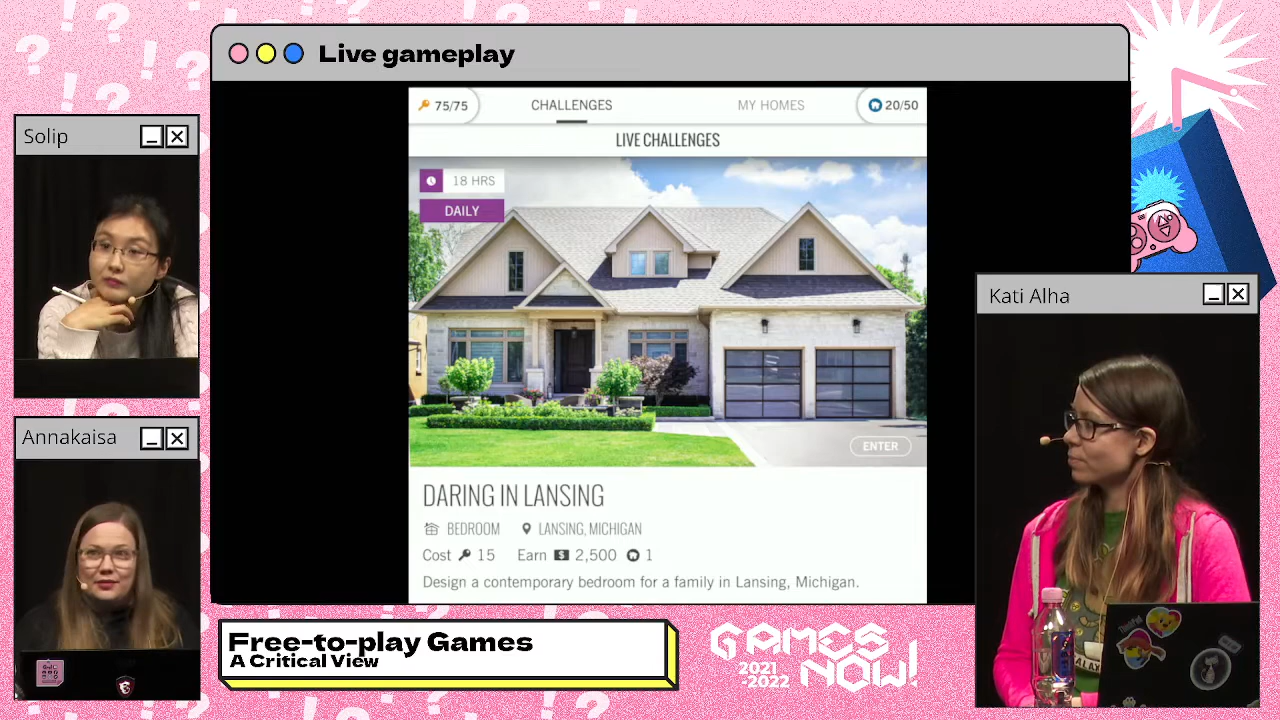 Live gameplay
75/75
CHALLENGES
MY HOMES
20/50
LIVE CHALLENGES
18 HRS
DAILY
ENTER
DARING IN LANSING
BEDROOM
LANSING, MICHIGAN
Cost 15 Earn 2,500 1
Design a contemporary bedroom for a family in Lansing, Michigan.
Solip
Annakaisa
Kati Alha
Free-to-play Games
A Critical View
GAMES
2021
-2022
NOW!